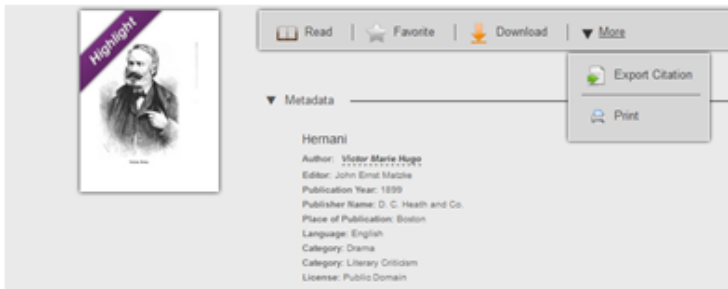 Highlight
Read | Favorite | Download | ▼ More
Export Citation
Print
▼ Metadata
Hernani
Author: Victor Marie Hugo
Editor: John Ernst Matzke
Publication Year: 1899
Publisher Name: D. C. Heath and Co.
Place of Publication: Boston
Language: English
Category: Drama
Category: Literary Criticism
License: Public Domain